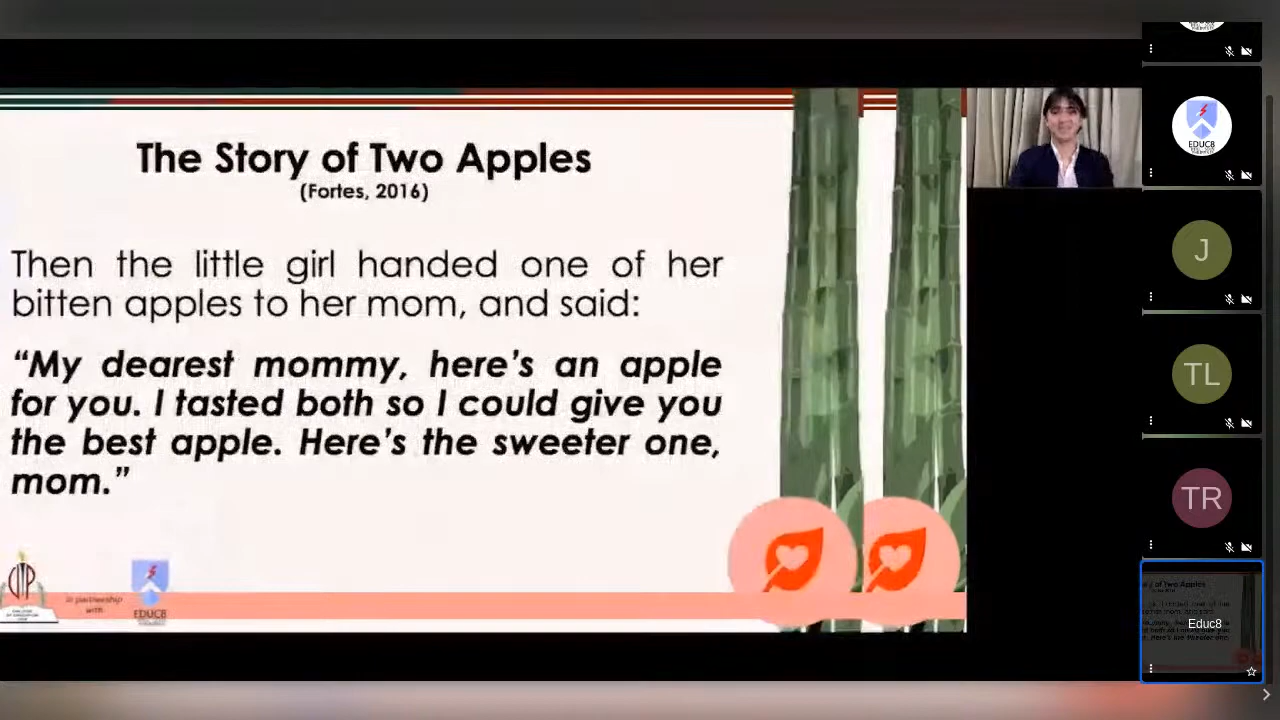 The Story of Two Apples
(Fortes, 2016)
Then the little girl handed one of her
bitten apples to her mom, and said:
“My dearest mommy, here’s an apple
for you. I tasted both so I could give you
the best apple. Here’s the sweeter one,
mom.”
in partnership
with
EDUC8
EDUC8
J
TL
TR
Educ8